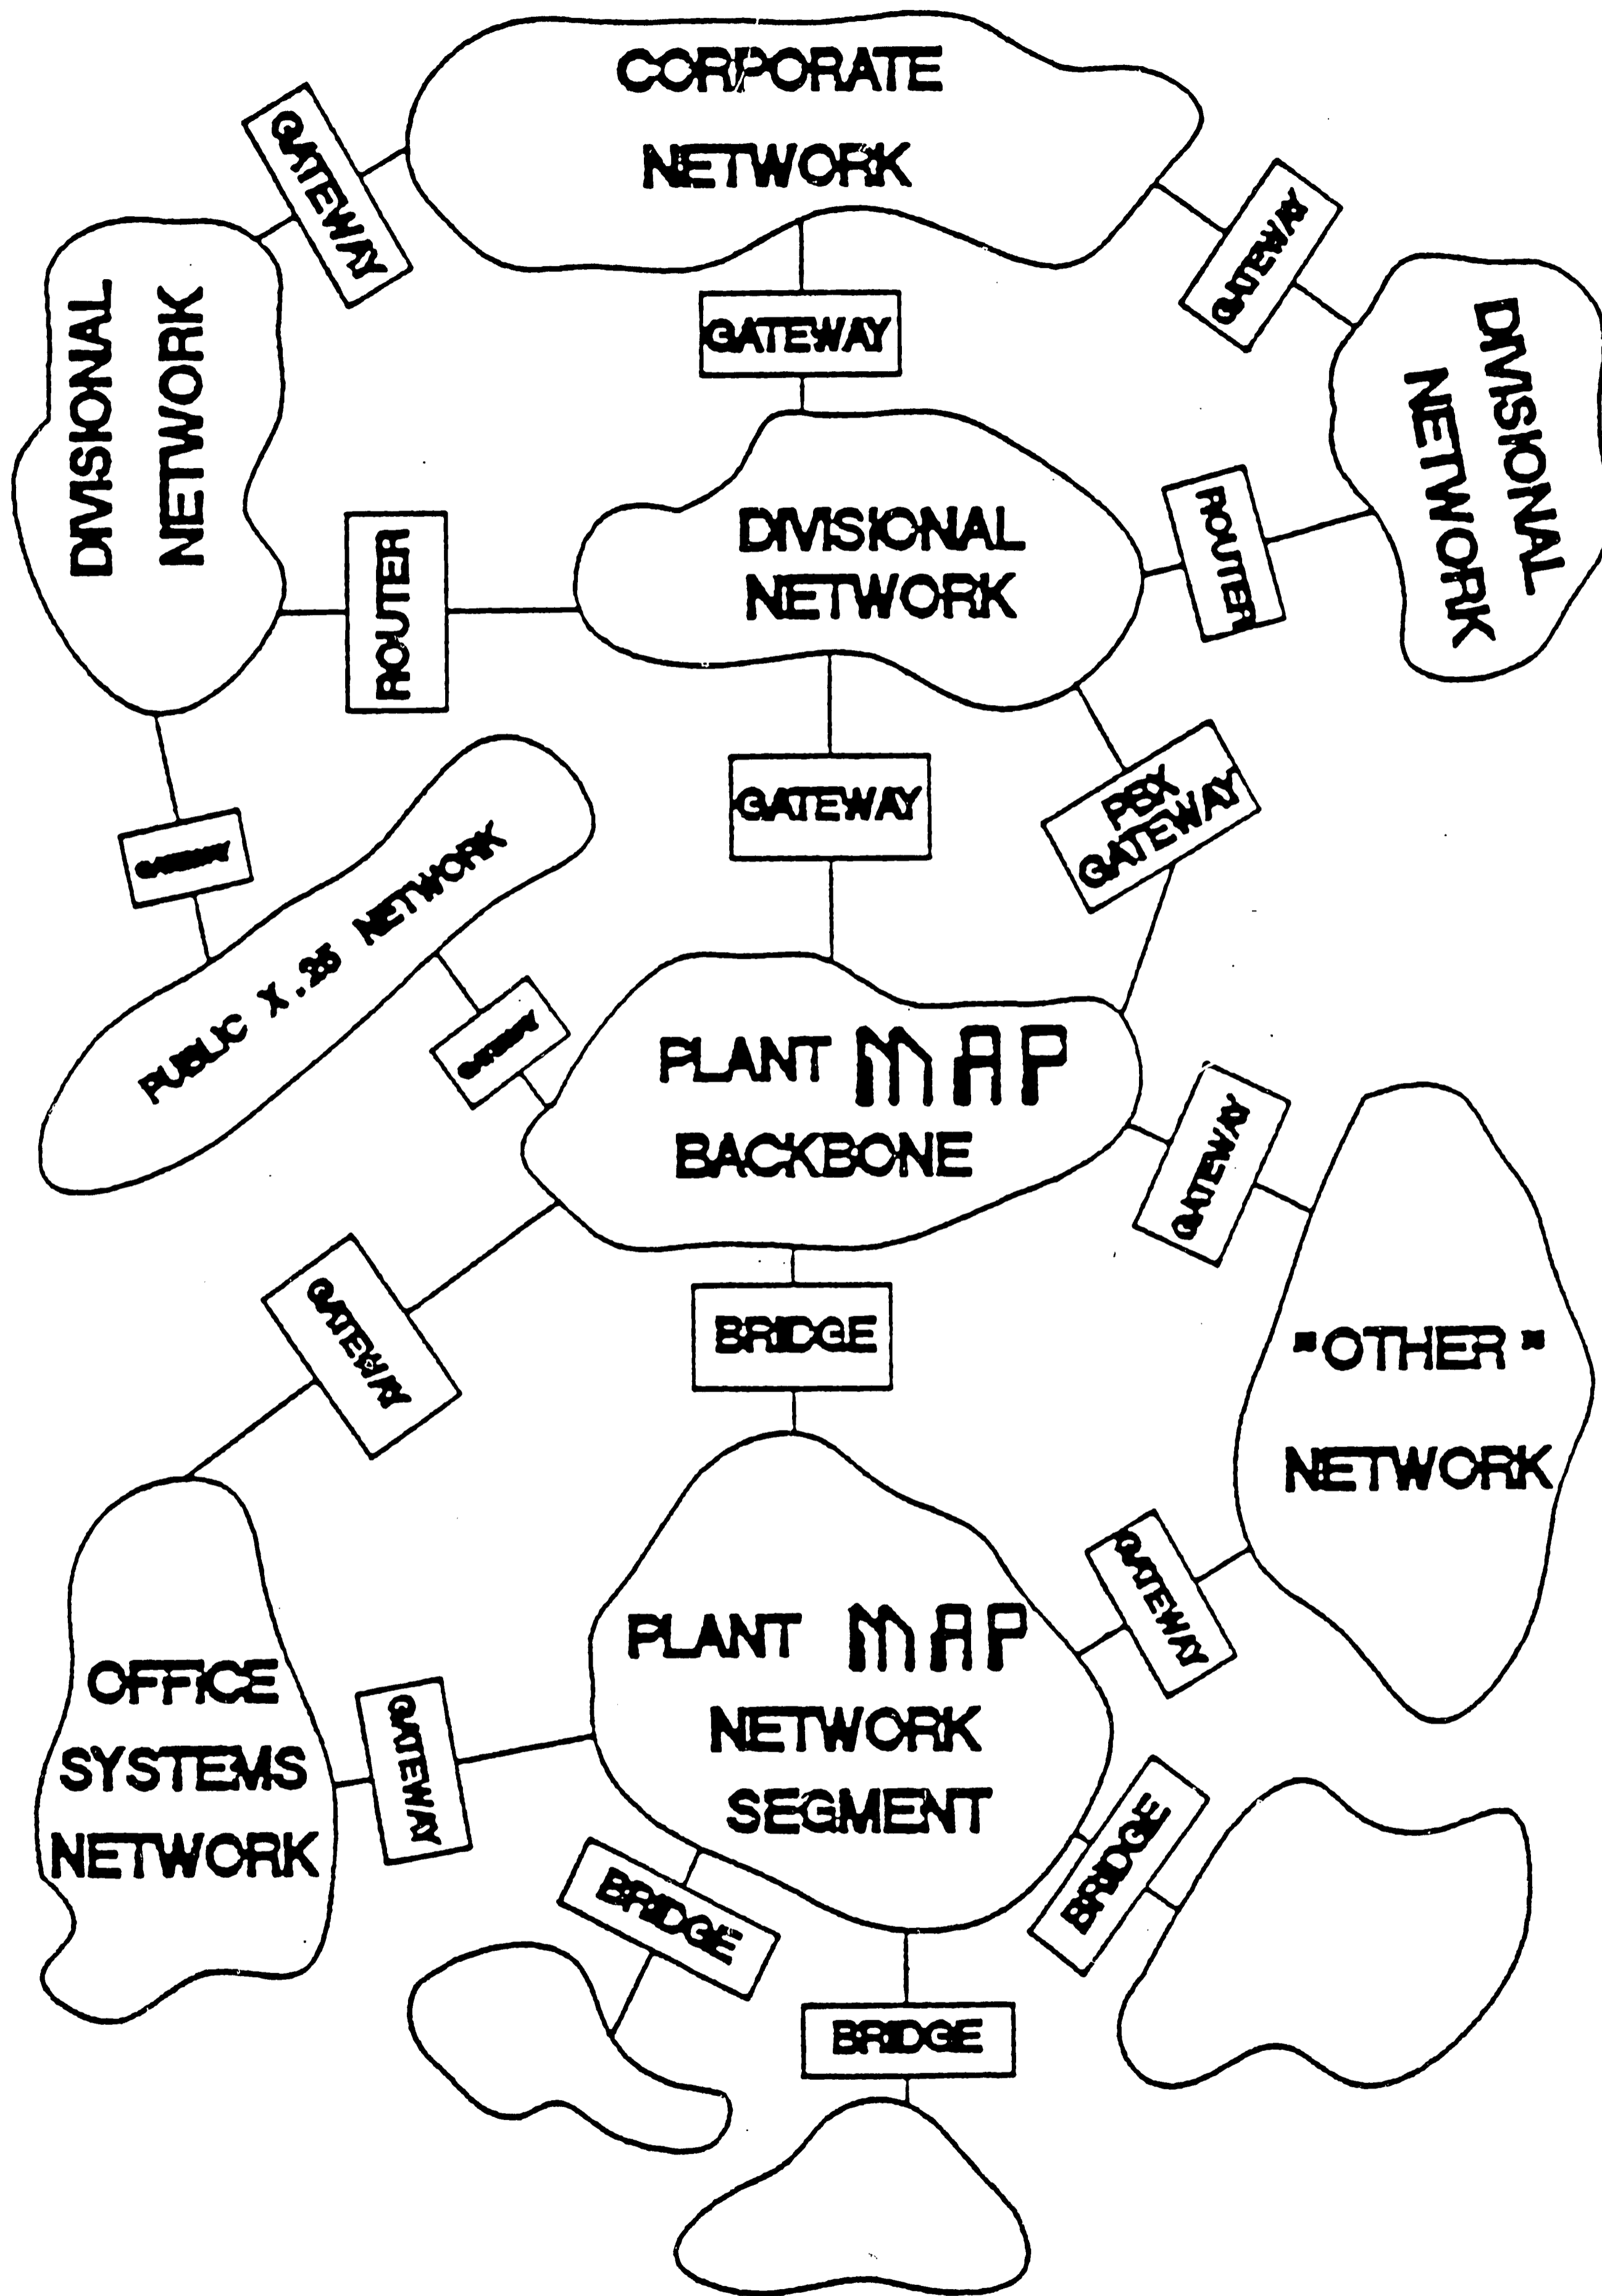 CORPORATE
NETWORK
GATEWAY
GATEWAY
GATEWAY
DIVISIONAL
NETWORK
DIVISIONAL
NETWORK
DIVISIONAL
NETWORK
ROUTER
ROUTER
GATEWAY
PBX
GATEWAY
PUBLIC X.25 NETWORK
PLANT MAP
BACKBONE
GATEWAY
GATEWAY
BRIDGE
"OTHER"
NETWORK
GATEWAY
PLANT MAP
NETWORK
SEGMENT
OFFICE
SYSTEMS
NETWORK
GATEWAY
BRIDGE
BRIDGE
BRIDGE